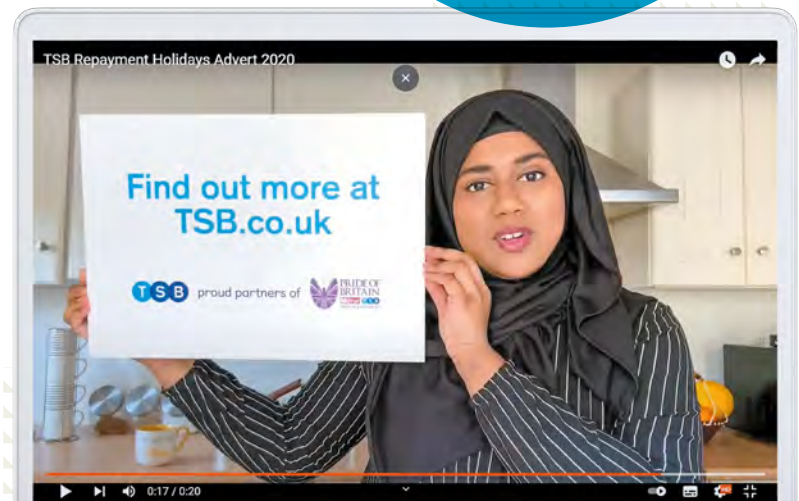 TSB Repayment Holidays Advert 2020
Find out more at
TSB.co.uk
TSB proud partners of PRIDE OF
BRITAIN
0:17 / 0:20